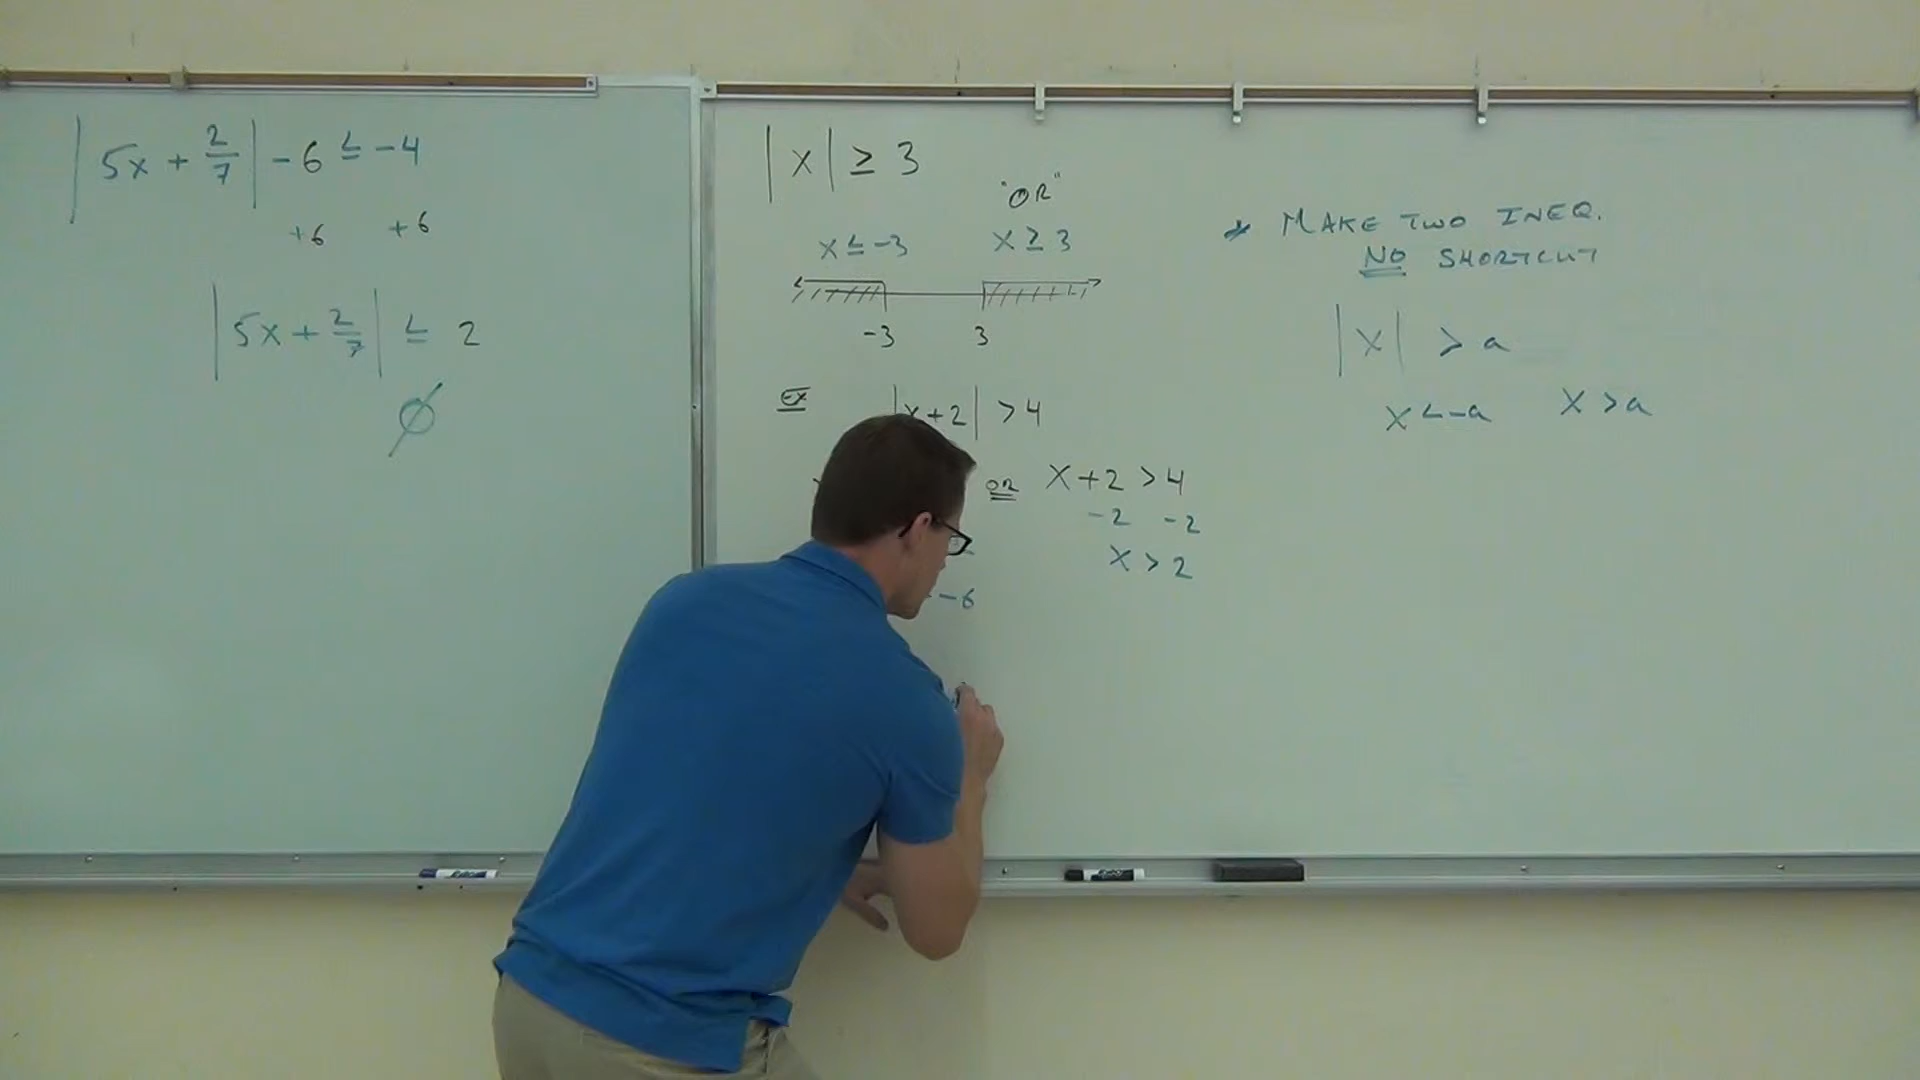 |5x + 2/7| - 6 ≤ -4
+6 +6
|5x + 2/7| ≤ 2
∅
|x| ≥ 3
"OR"
x ≤ -3 x ≥ 3
-3 3
Ex |x+2| > 4
OR x+2 > 4
-2 -2
x > 2
-6
* MAKE TWO INEQ.
NO SHORTCUT
|x| > a
x < -a x > a